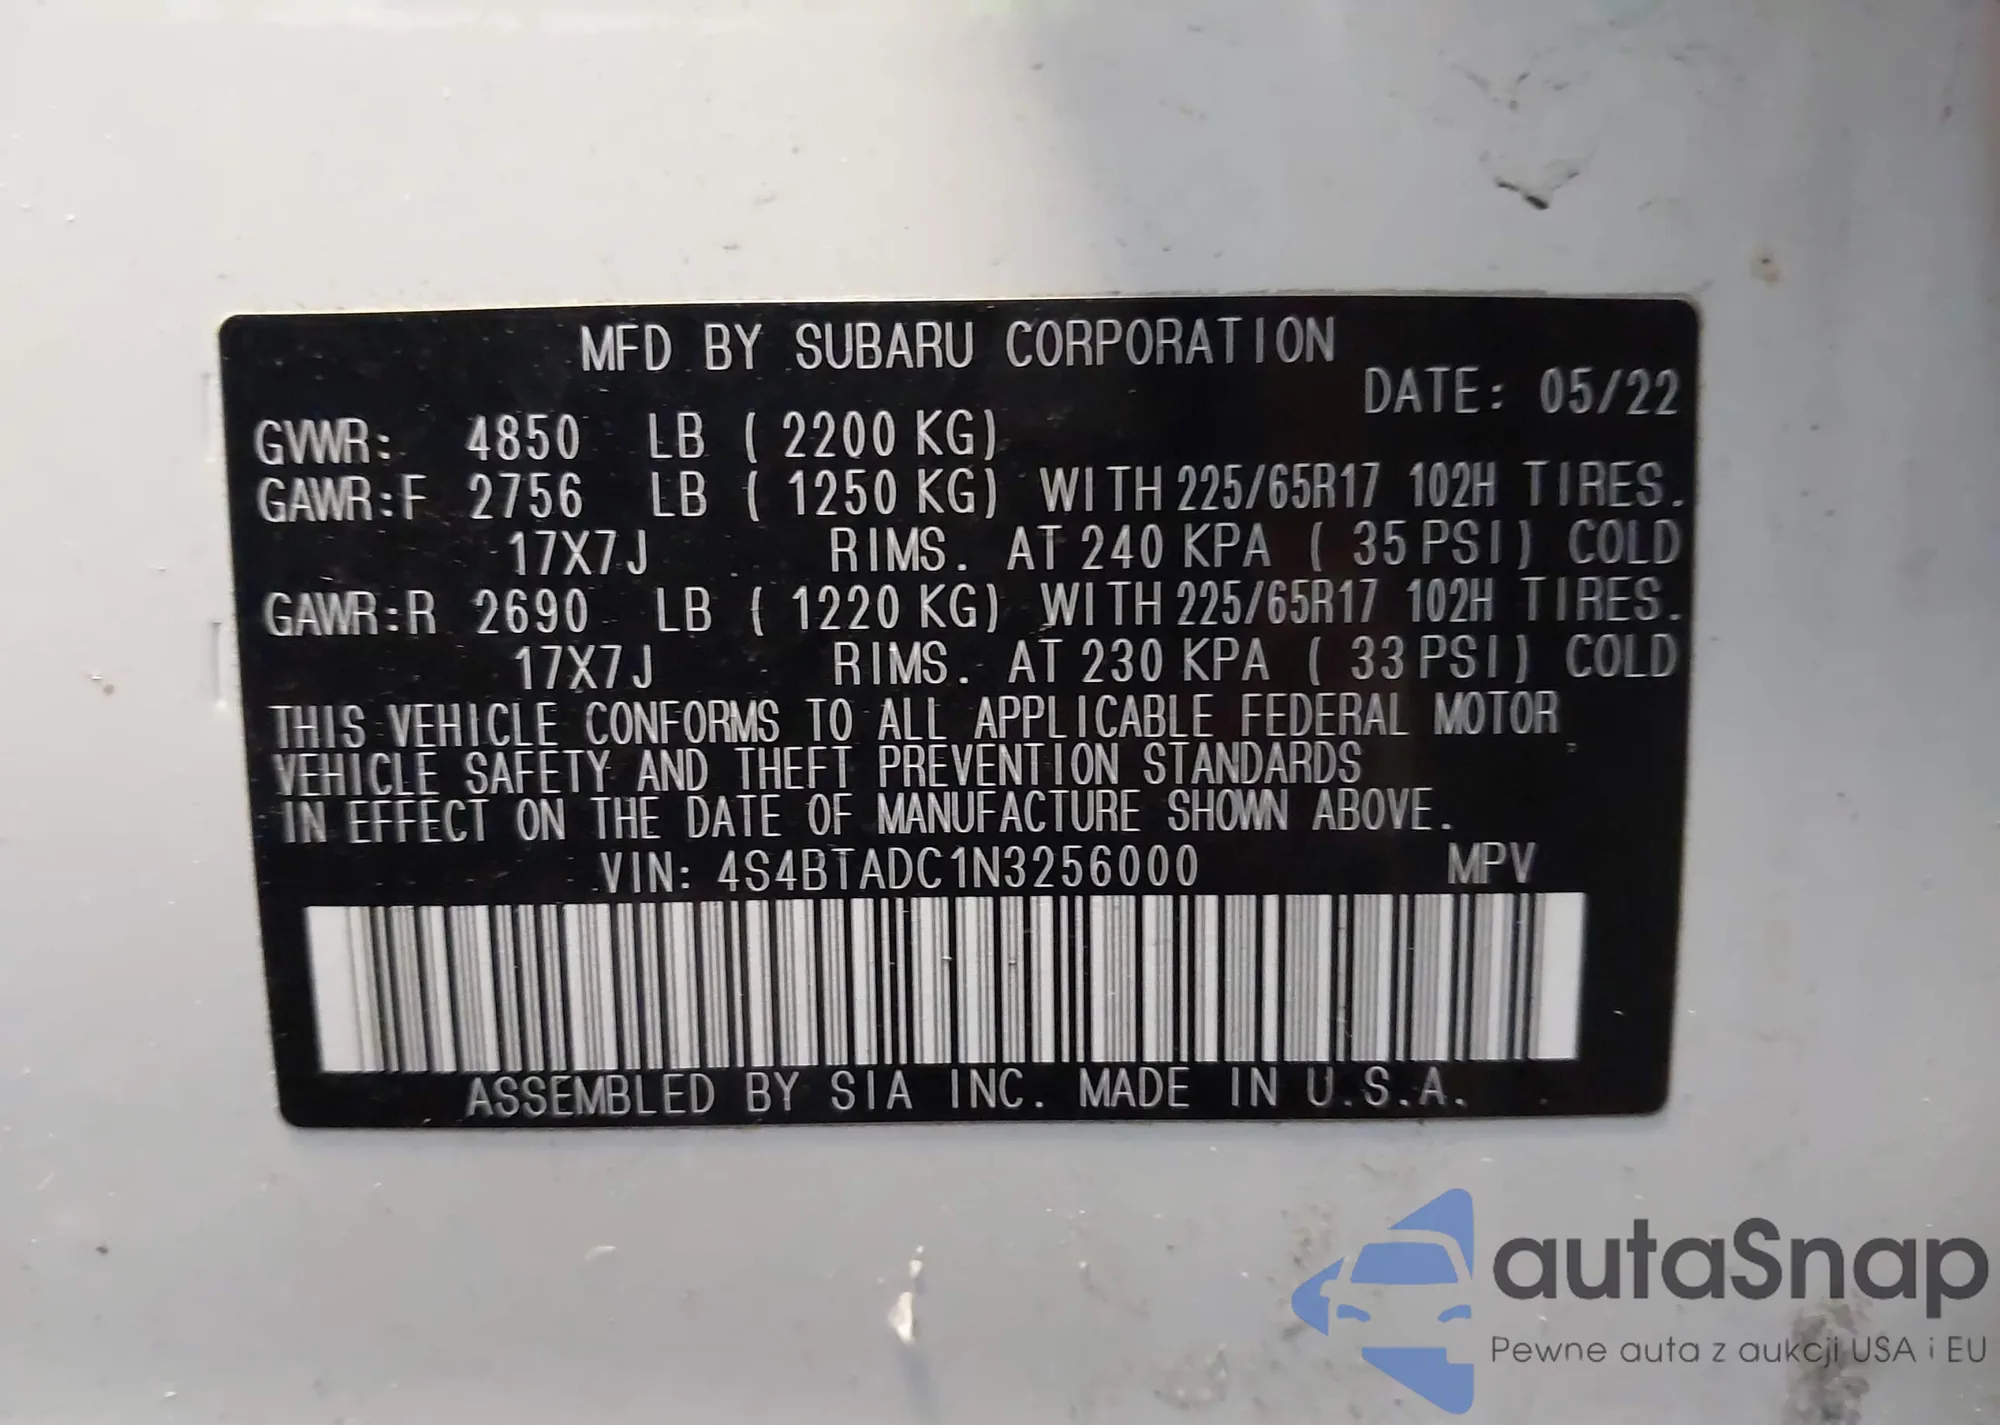 MFD BY SUBARU CORPORATION
DATE: 05/22
GVWR: 4850 LB ( 2200 KG)
GAWR:F 2756 LB ( 1250 KG) WITH 225/65R17 102H TIRES.
17X7J RIMS. AT 240 KPA ( 35 PSI) COLD
GAWR:R 2690 LB ( 1220 KG) WITH 225/65R17 102H TIRES.
17X7J RIMS. AT 230 KPA ( 33 PSI) COLD
THIS VEHICLE CONFORMS TO ALL APPLICABLE FEDERAL MOTOR
VEHICLE SAFETY AND THEFT PREVENTION STANDARDS
IN EFFECT ON THE DATE OF MANUFACTURE SHOWN ABOVE.
VIN: 4S4BTADC1N3256000 MPV
ASSEMBLED BY SIA INC. MADE IN U.S.A.
autaSnap
Pewne auta z aukcji USA i EU